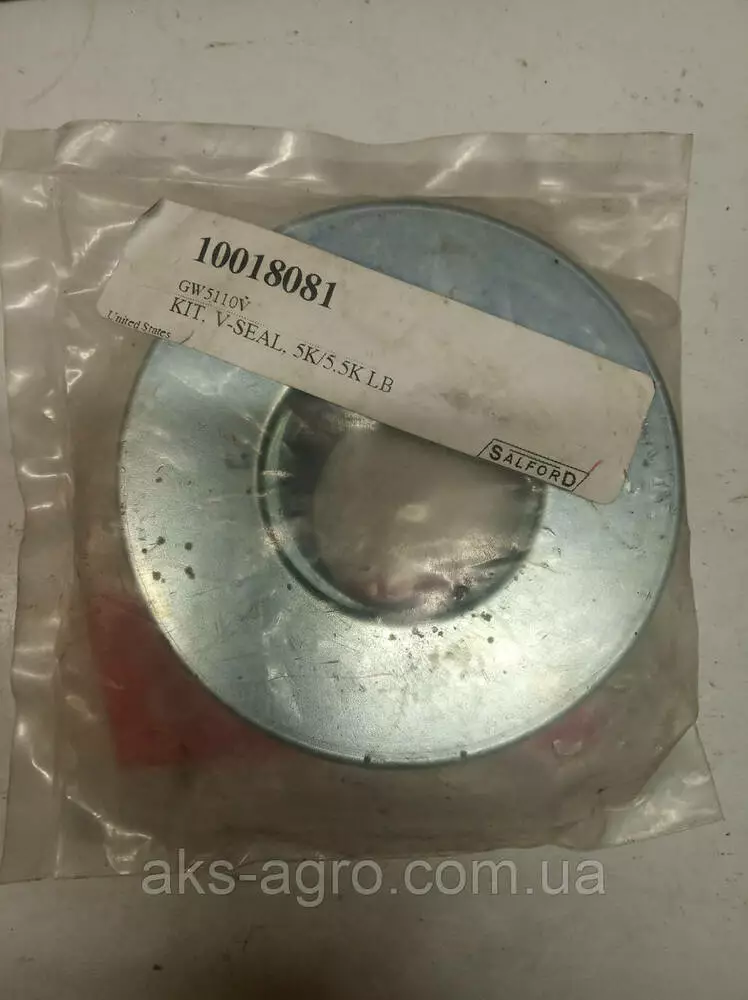 10018081
GW5110V
KIT, V-SEAL, 5K/5.5K LB
United States
SALFORD
aks-agro.com.ua